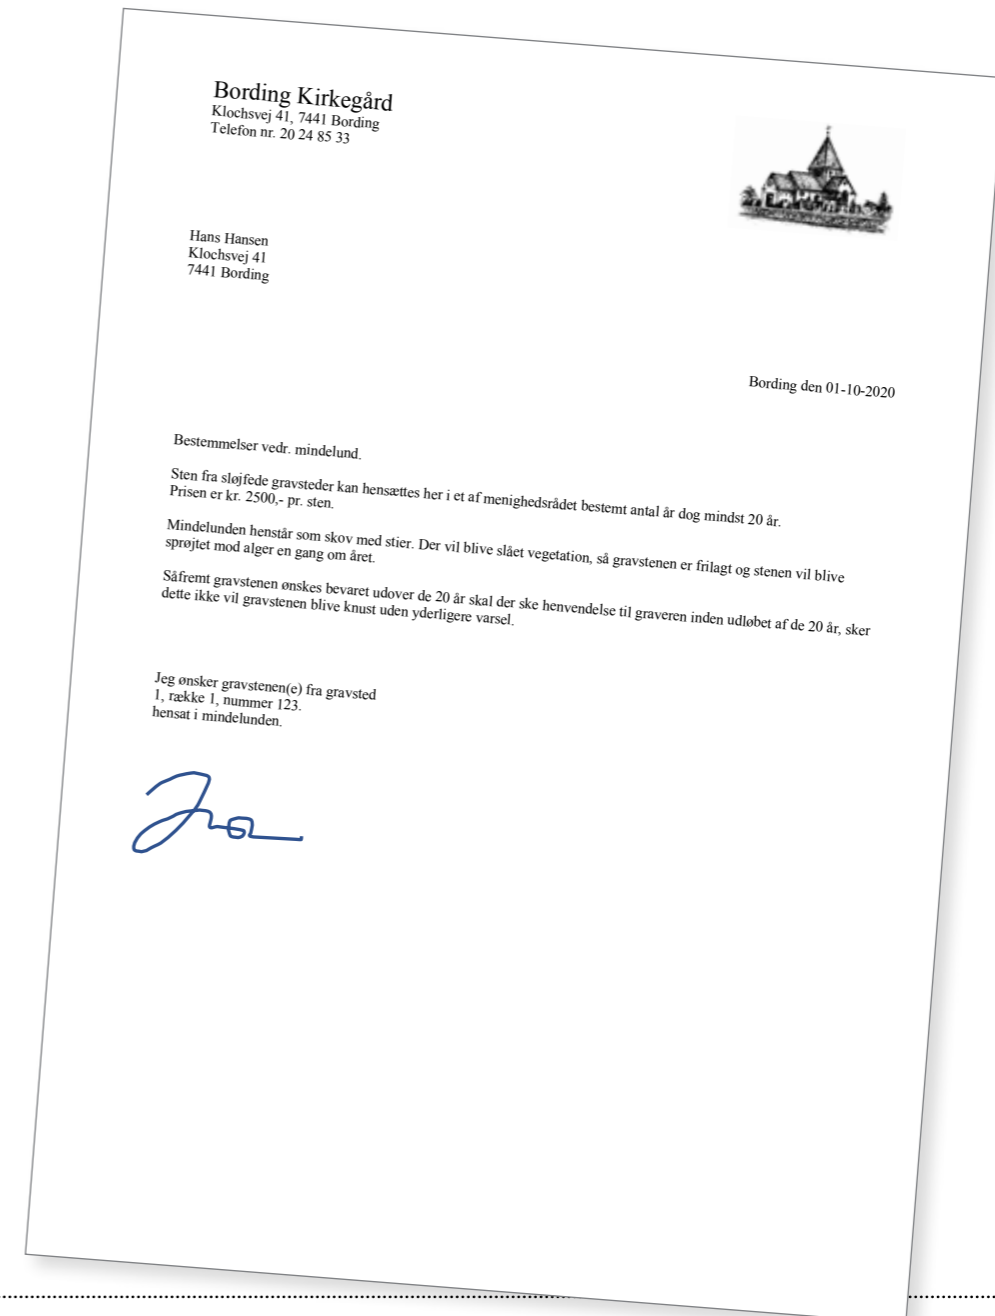 Bording Kirkegård
Klochsvej 41, 7441 Bording
Telefon nr. 20 24 85 33
Hans Hansen
Klochsvej 41
7441 Bording
Bording den 01-10-2020
Bestemmelser vedr. mindelund.
Sten fra sløjfede gravsteder kan hensættes her i et af menighedsrådet bestemt antal år dog mindst 20 år.
Prisen er kr. 2500,- pr. sten.
Mindelunden henstår som skov med stier. Der vil blive slået vegetation, så gravstenen er frilagt og stenen vil blive
sprøjtet mod alger en gang om året.
Såfremt gravstenen ønskes bevaret udover de 20 år skal der ske henvendelse til graveren inden udløbet af de 20 år, sker
dette ikke vil gravstenen blive knust uden yderligere varsel.
Jeg ønsker gravstenen(e) fra gravsted
1, række 1, nummer 123.
hensat i mindelunden.